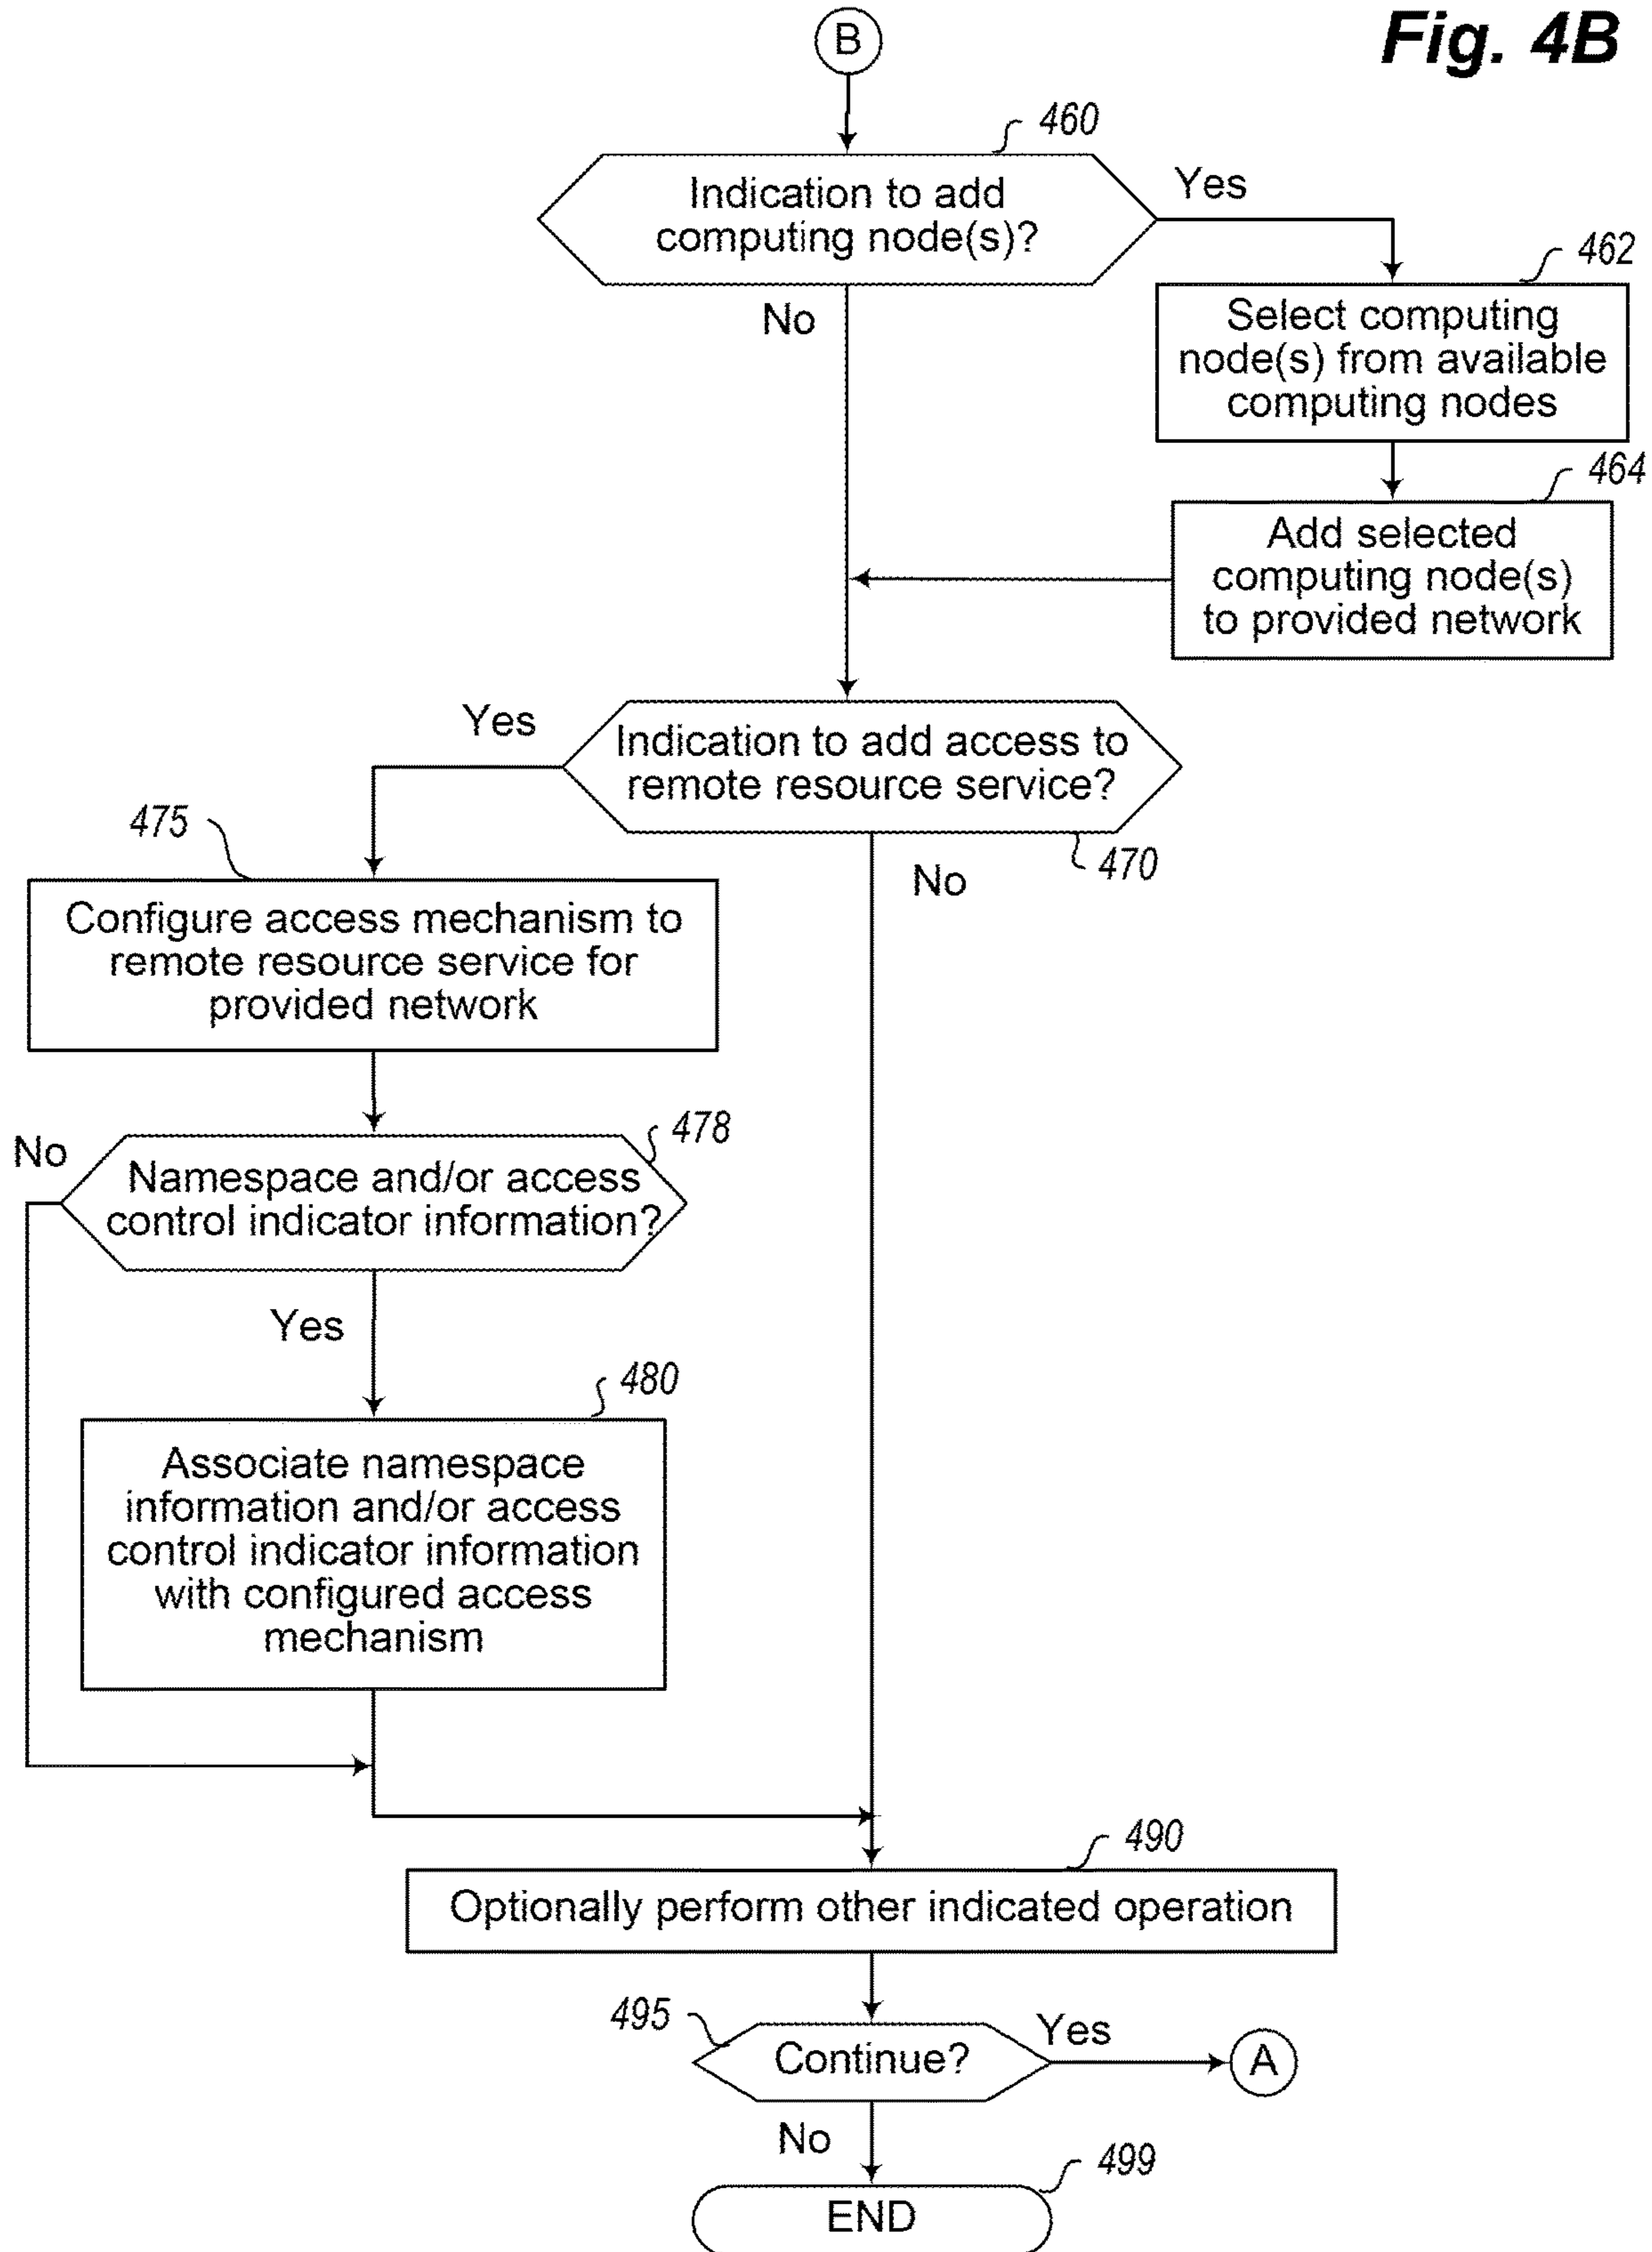 Fig. 4B
B
460
Indication to add
computing node(s)?
Yes
No
462
Select computing
node(s) from available
computing nodes
464
Add selected
computing node(s)
to provided network
Yes
Indication to add access to
remote resource service?
470
No
475
Configure access mechanism to
remote resource service for
provided network
478
No
Namespace and/or access
control indicator information?
Yes
480
Associate namespace
information and/or access
control indicator information
with configured access
mechanism
490
Optionally perform other indicated operation
495
Continue?
Yes
A
No
499
END